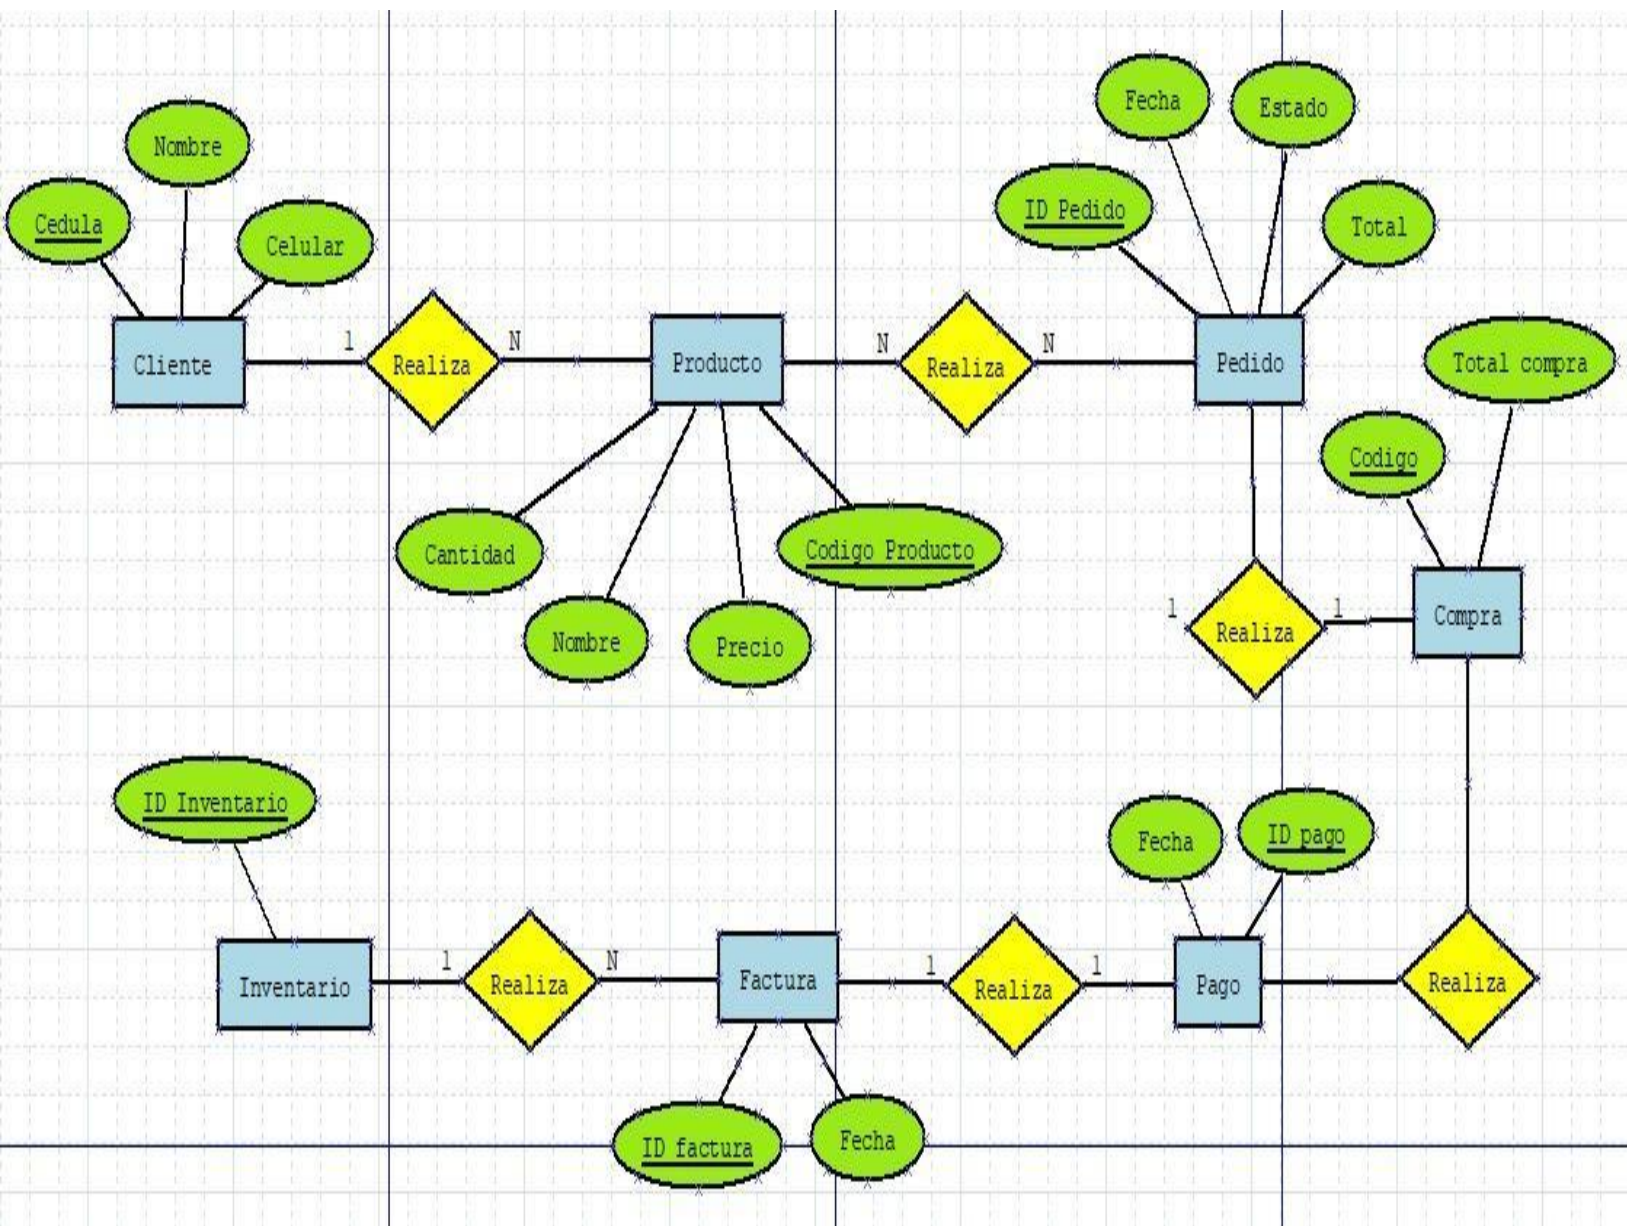 Fecha
Estado
Nombre
ID Pedido
Cedula
Total
Celular
1
N
N
N
Cliente
Realiza
Producto
Realiza
Pedido
Total compra
Codigo
Cantidad
Codigo Producto
Nombre
Precio
1
1
Realiza
Compra
ID Inventario
Fecha
ID pago
1
N
1
1
Inventario
Realiza
Factura
Realiza
Pago
Realiza
ID factura
Fecha